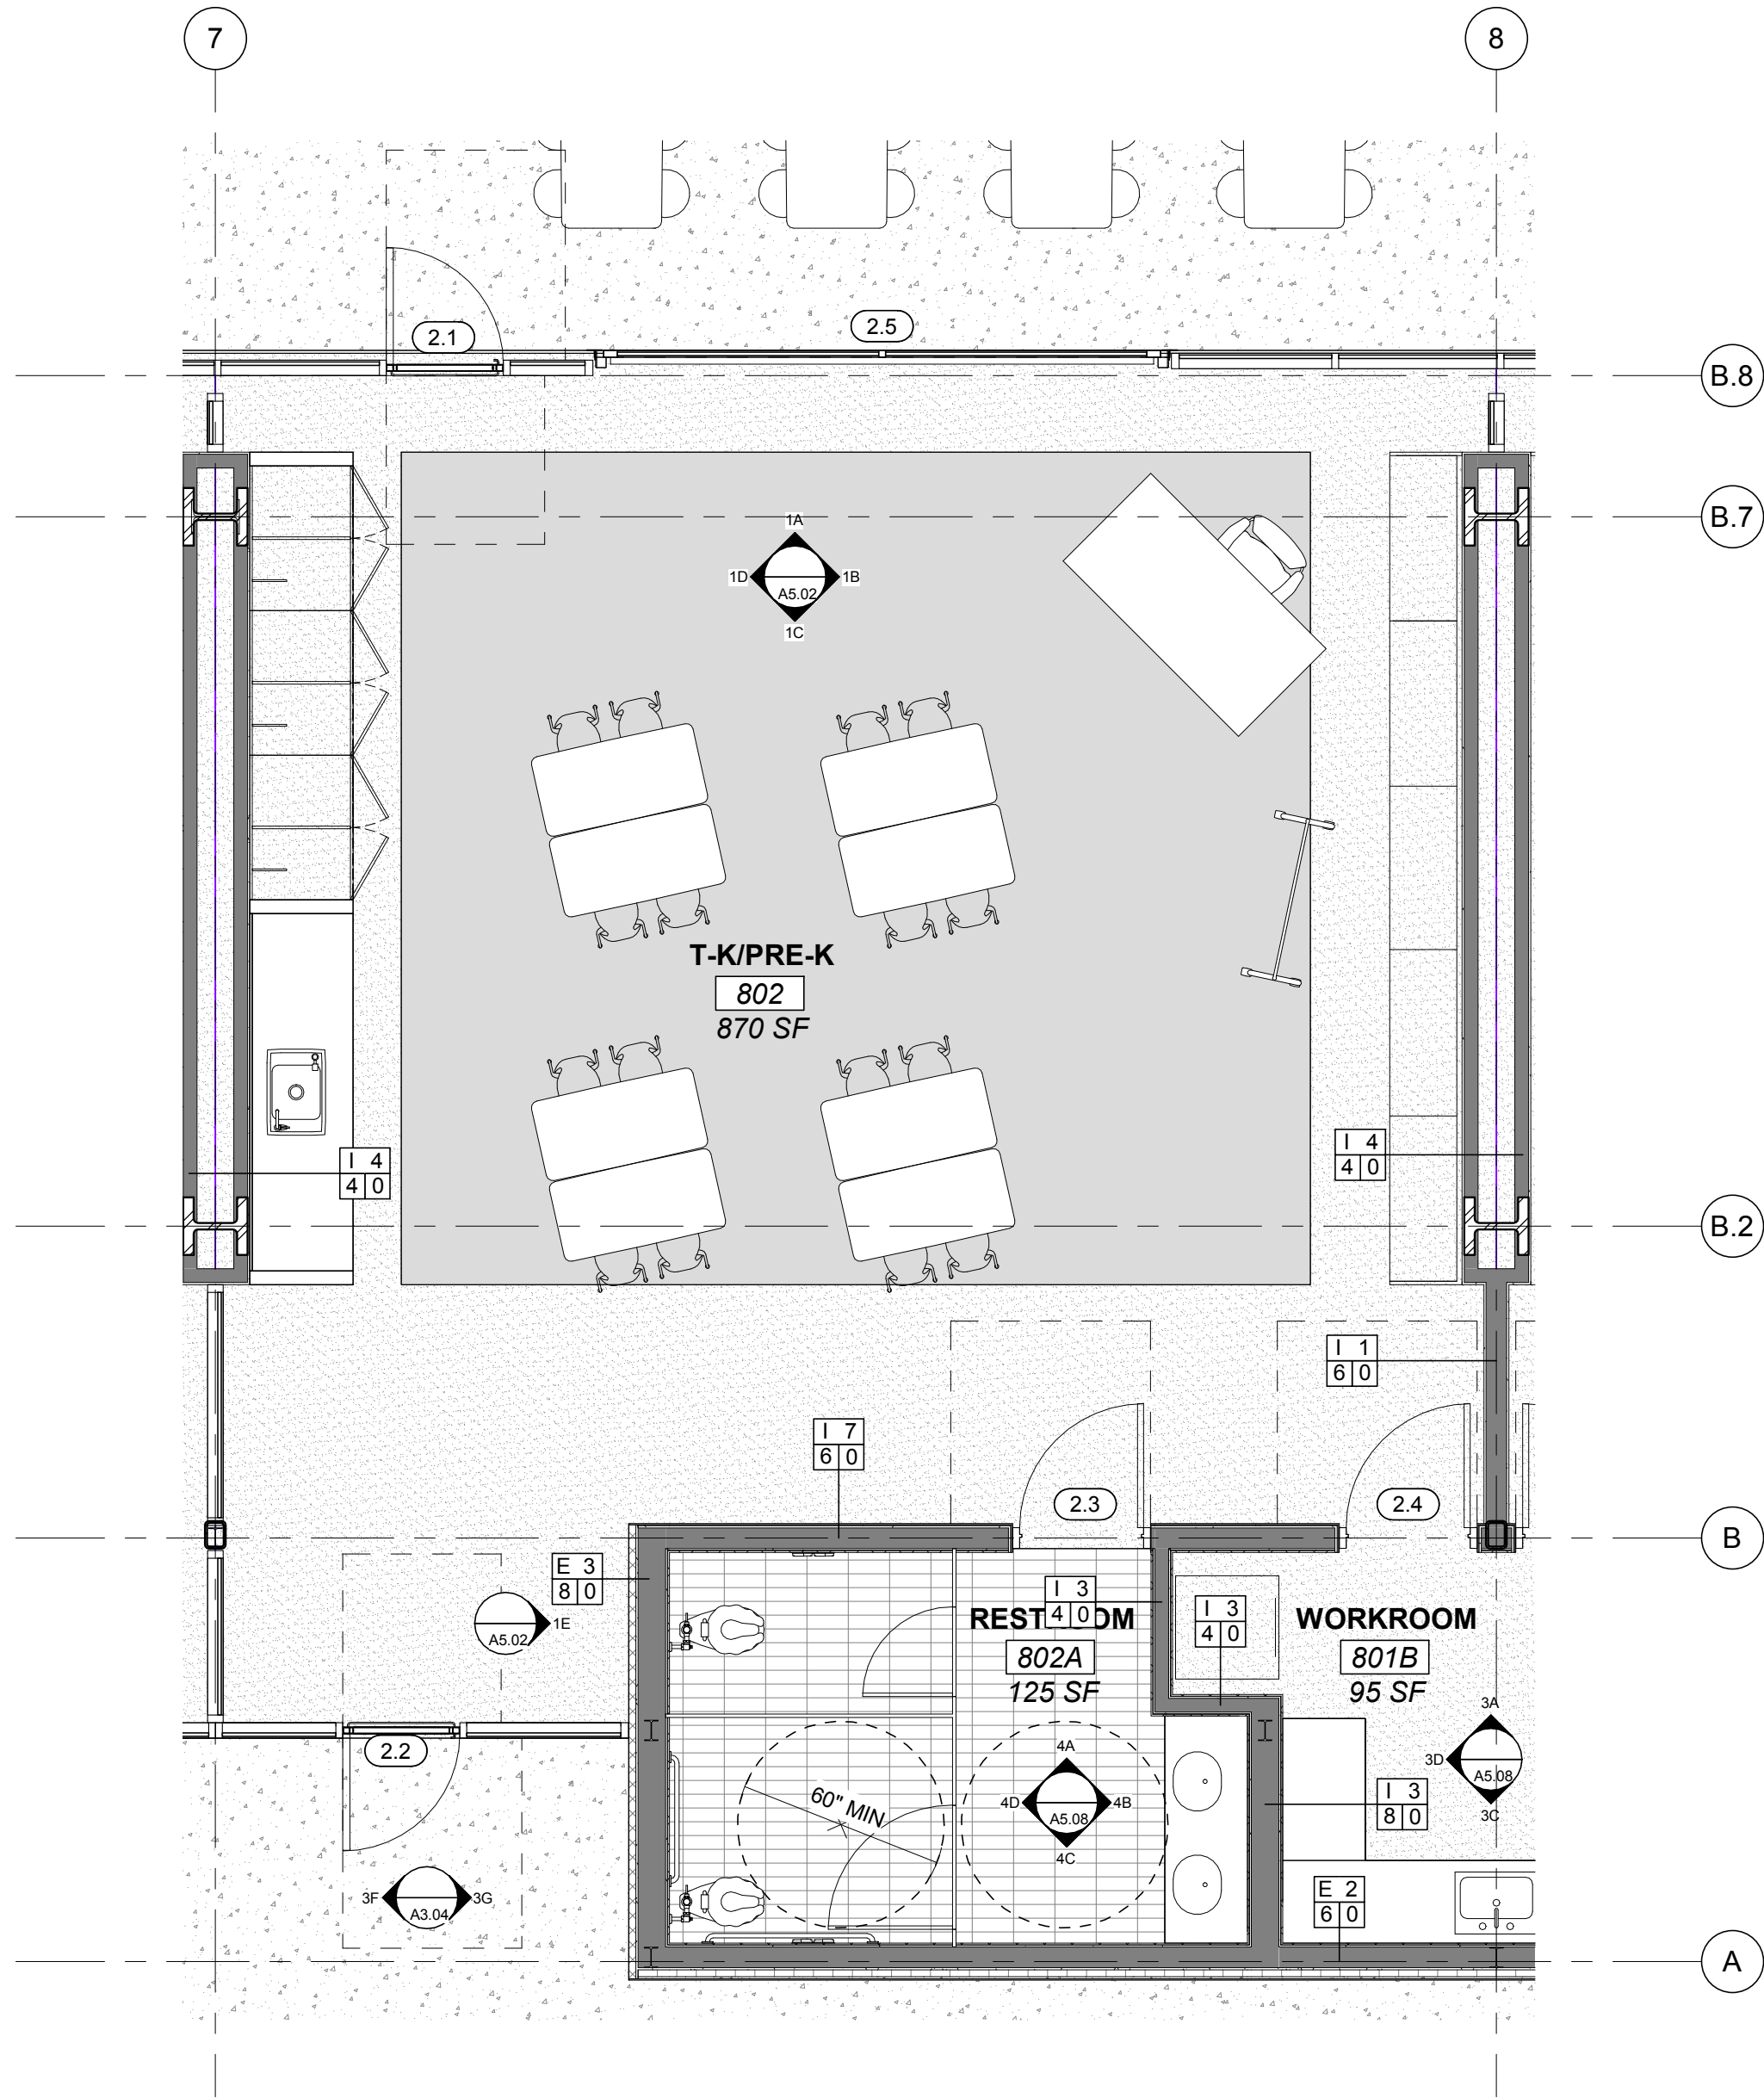 7
8
2.1
2.5
B.8
B.7
1A
1D
1B
A5.02
1C
T-K/PRE-K
802
870 SF
I 4
4 0
I 4
4 0
B.2
I 1
6 0
I 7
6 0
2.3
2.4
B
E 3
8 0
1E
A5.02
I 3
4 0
I 3
4 0
WORKROOM
802A
125 SF
801B
95 SF
3A
3D
A5.08
3C
2.2
4A
4D
4B
A5.08
4C
60" MIN
I 3
8 0
3F
3G
A3.04
E 2
6 0
A